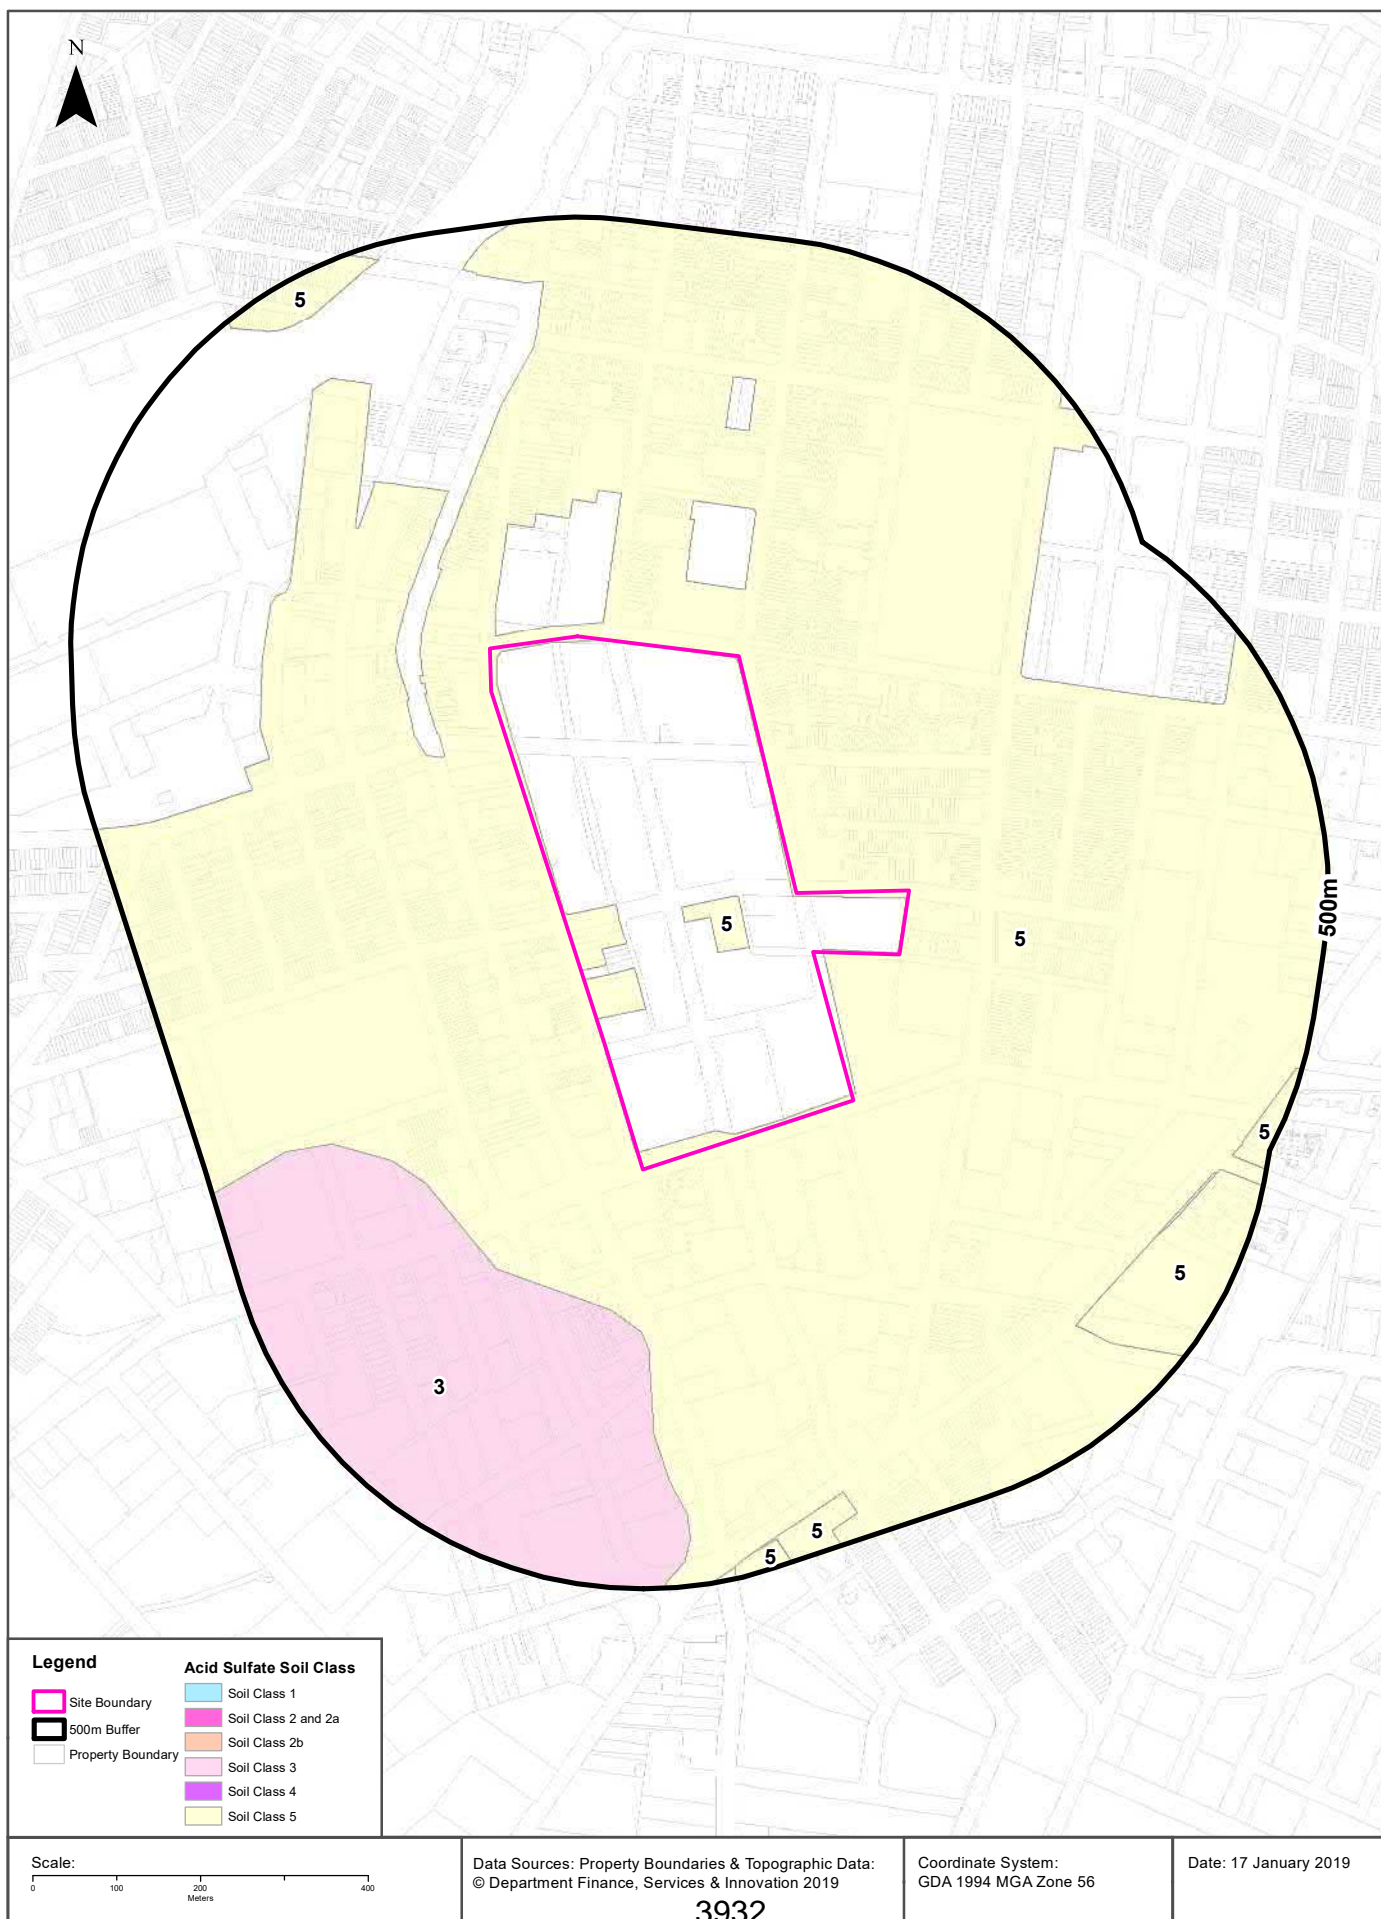 N
5
5
5
500m
5
5
3
5
5
Legend
Site Boundary
500m Buffer
Property Boundary
Acid Sulfate Soil Class
Soil Class 1
Soil Class 2 and 2a
Soil Class 2b
Soil Class 3
Soil Class 4
Soil Class 5
Scale:
0 100 200 400
Meters
Data Sources: Property Boundaries & Topographic Data:
© Department Finance, Services & Innovation 2019
3932
Coordinate System:
GDA 1994 MGA Zone 56
Date: 17 January 2019